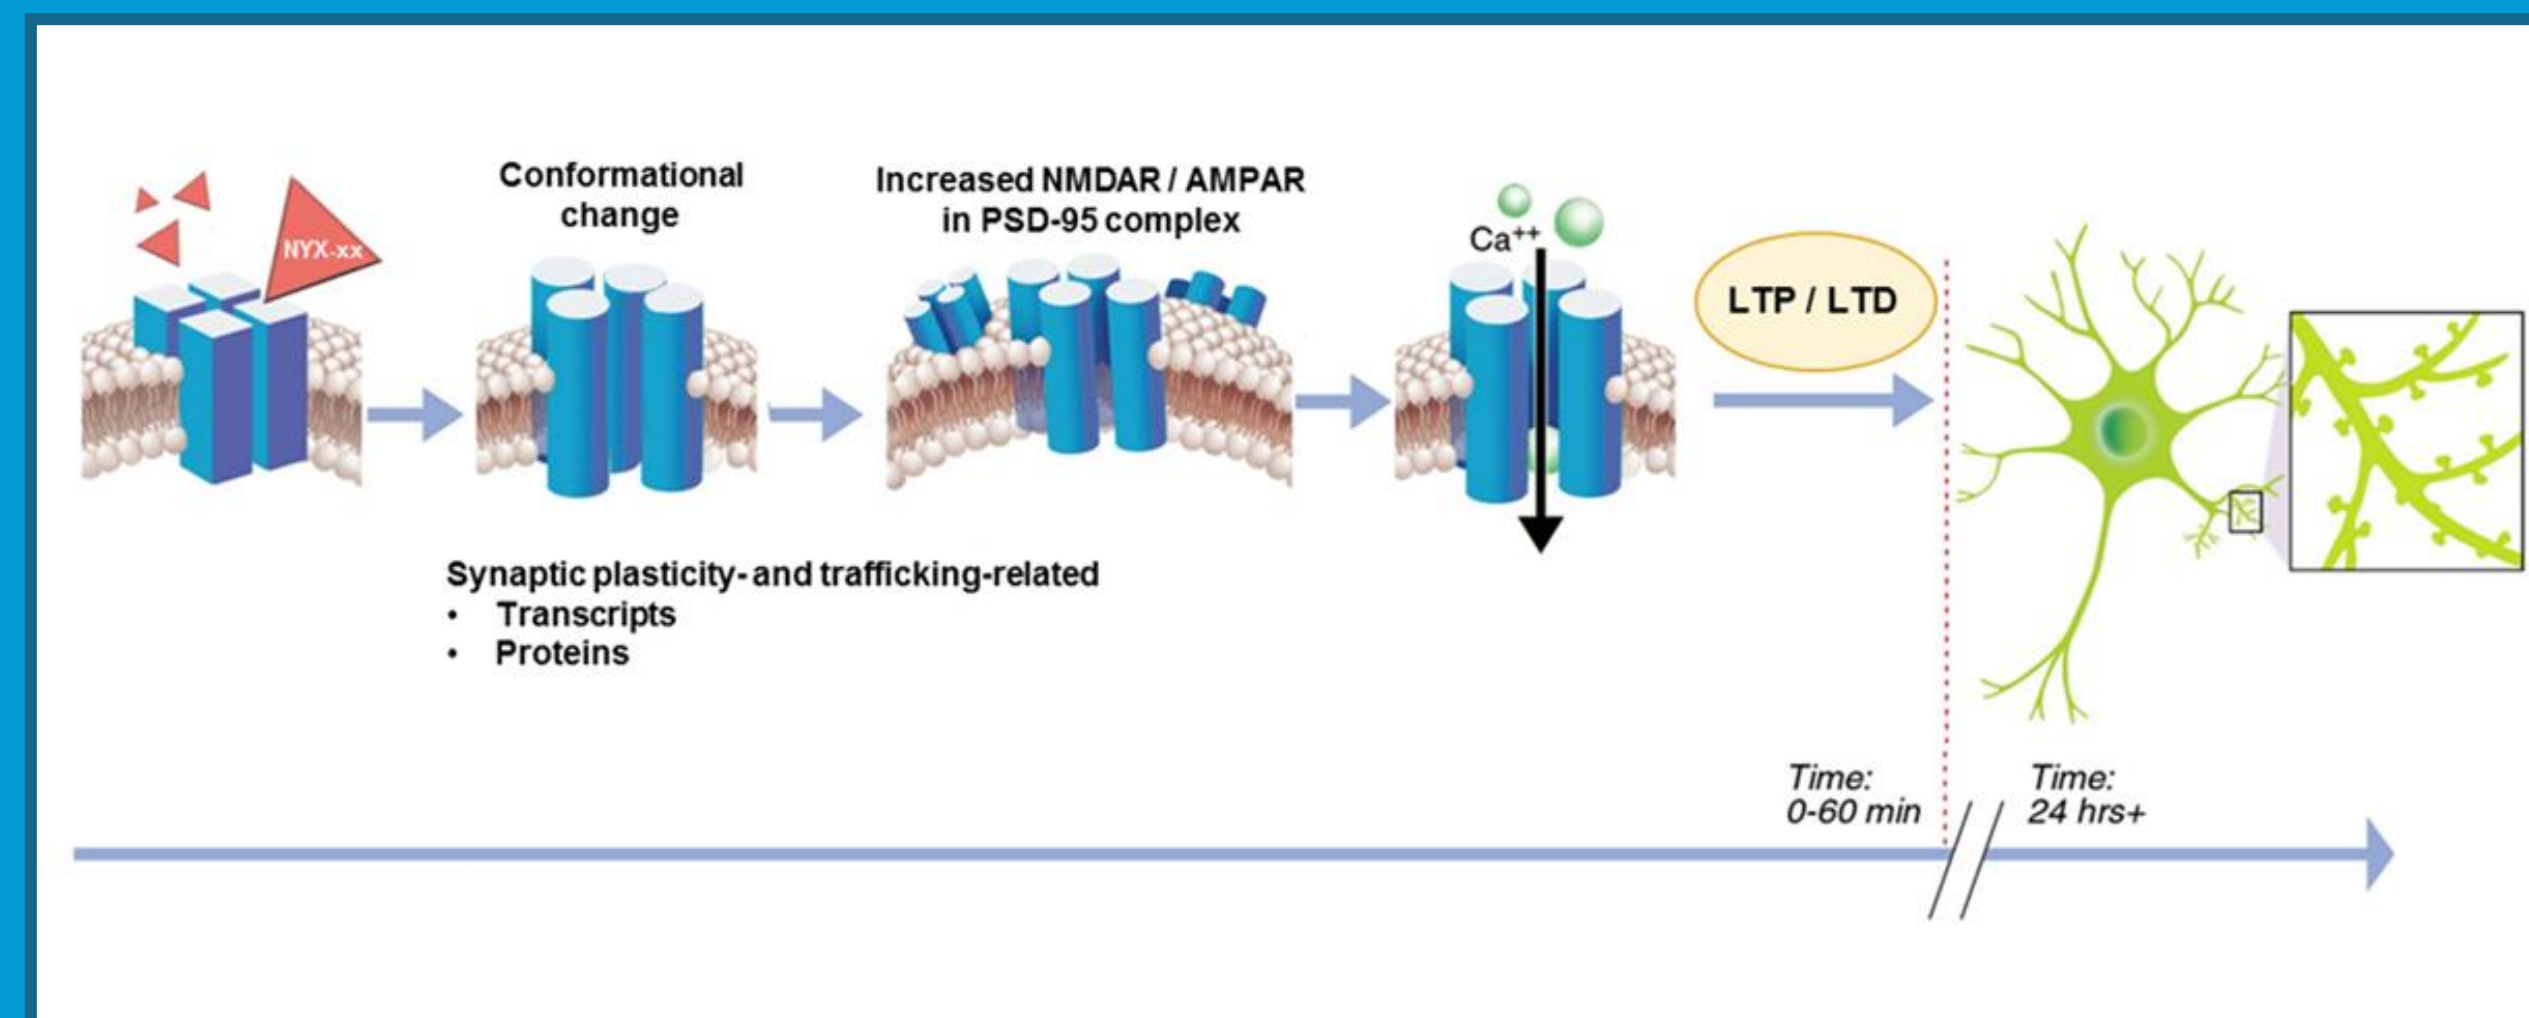 NYX-xx
Conformational
change
Increased NMDAR / AMPAR
in PSD-95 complex
Ca⁺⁺
LTP / LTD
Synaptic plasticity- and trafficking-related
• Transcripts
• Proteins
Time:
0-60 min
Time:
24 hrs+